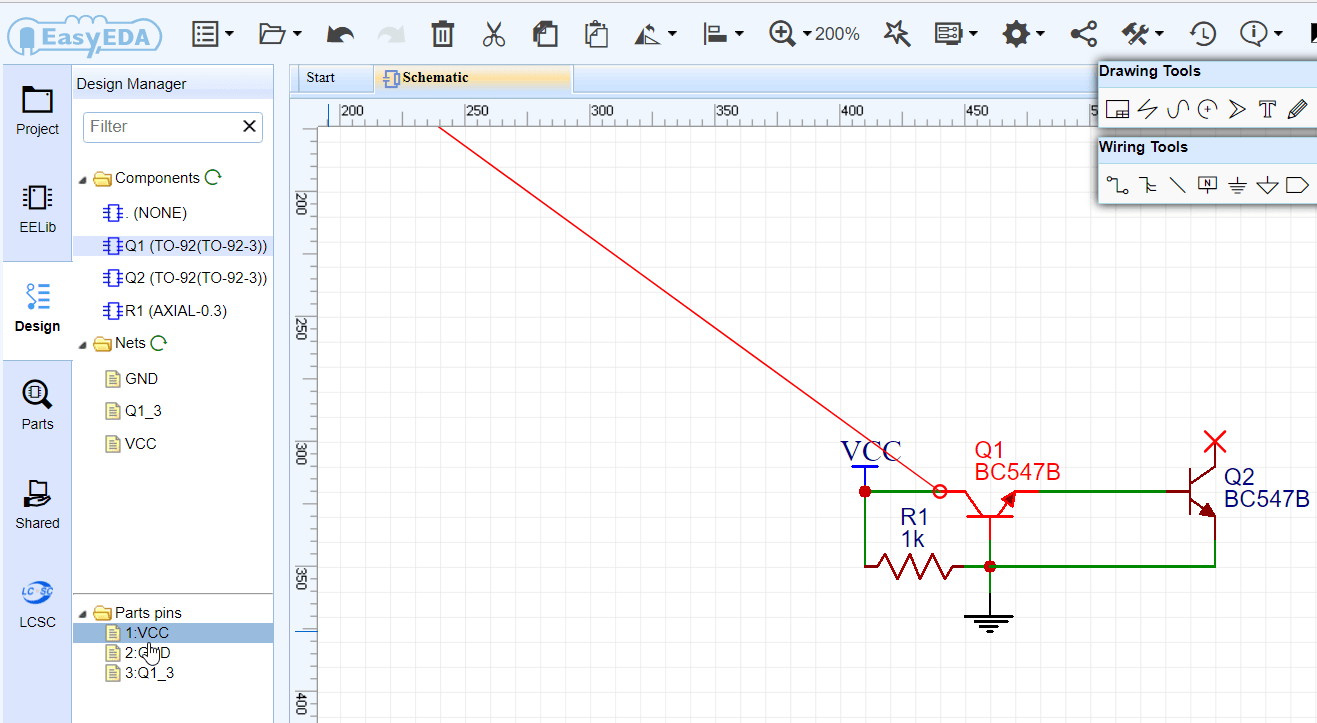 EasyEDA
200%
Start
Schematic
Drawing Tools
Wiring Tools
N
Project
EELib
Design
Parts
Shared
LCSC
LCSC
Design Manager
Filter
Components
. (NONE)
Q1 (TO-92(TO-92-3))
Q2 (TO-92(TO-92-3))
R1 (AXIAL-0.3)
Nets
GND
Q1_3
VCC
Parts pins
1:VCC
3:Q1_3
200
250
300
350
400
450
200
250
300
350
400
VCC
Q1
BC547B
Q2
BC547B
R1
1k